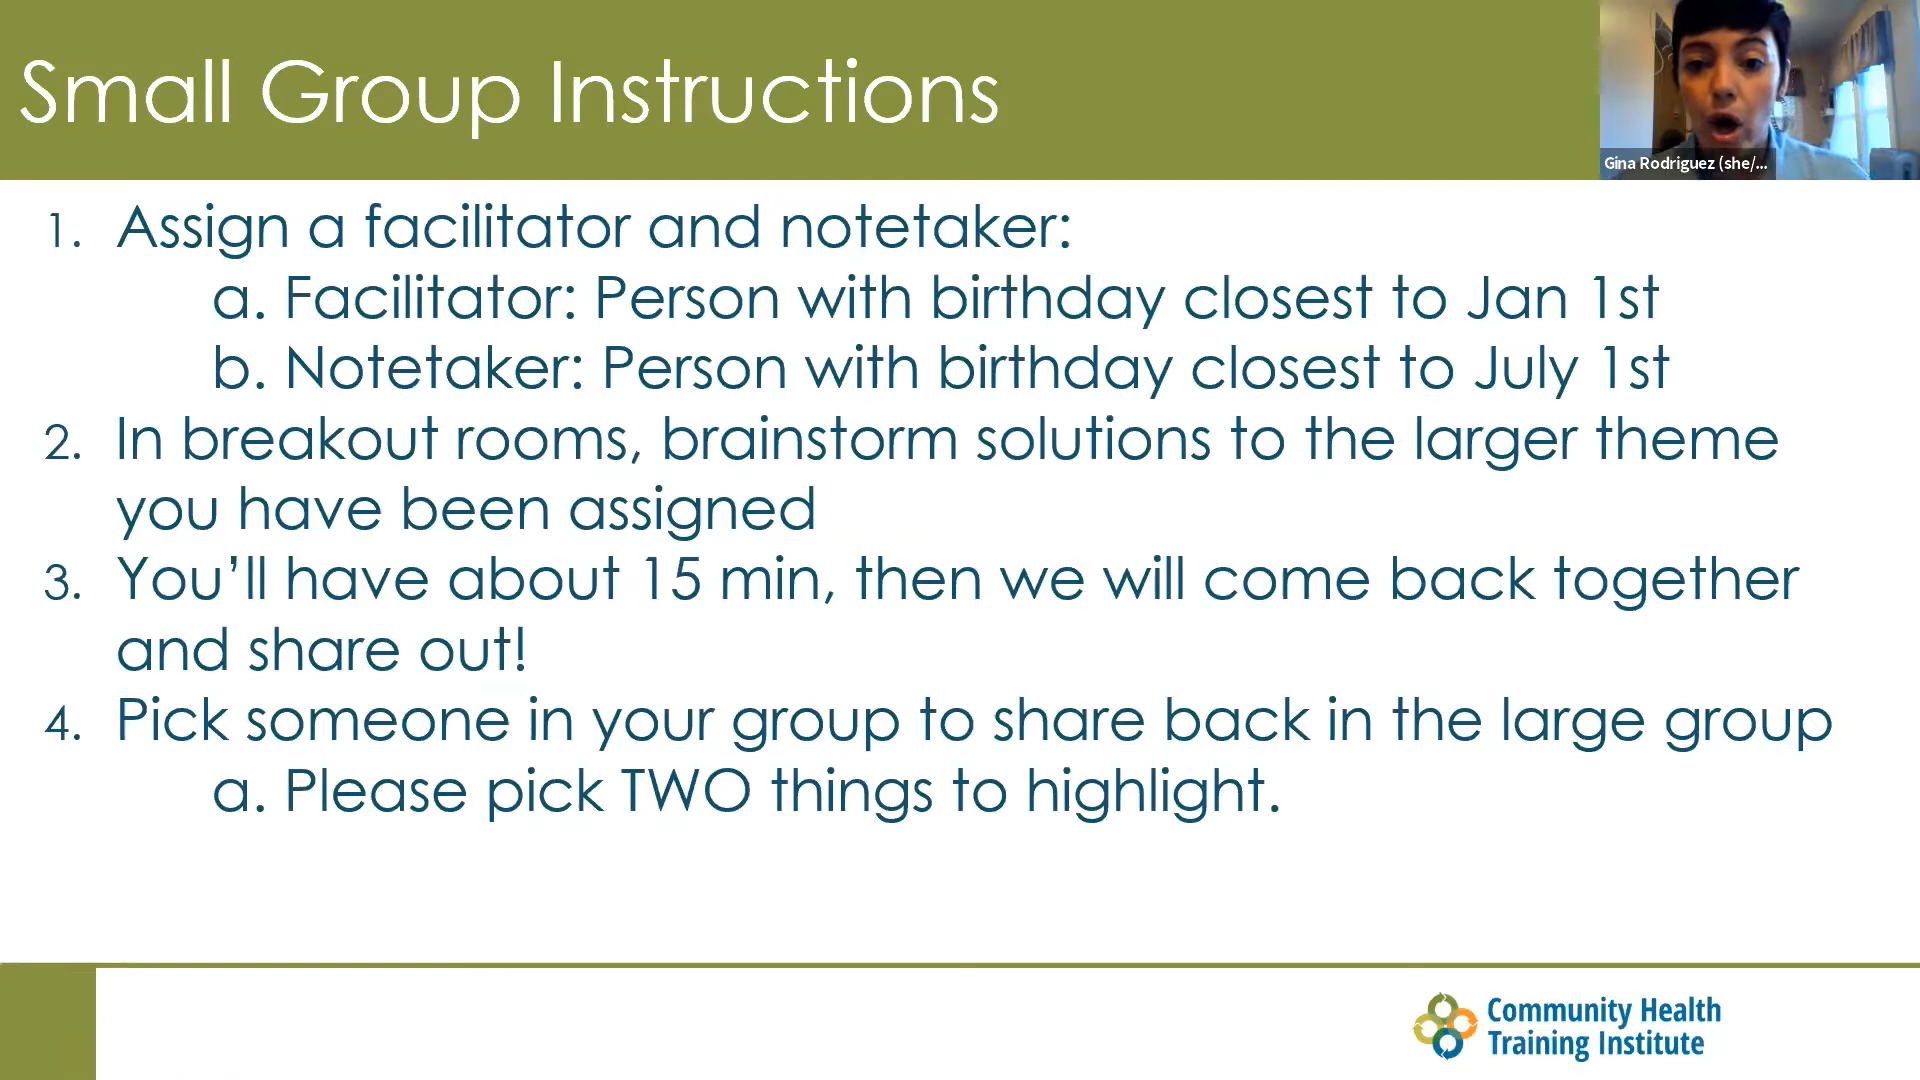 Small Group Instructions
Gina Rodriguez (she/...
1. Assign a facilitator and notetaker:
a. Facilitator: Person with birthday closest to Jan 1st
b. Notetaker: Person with birthday closest to July 1st
2. In breakout rooms, brainstorm solutions to the larger theme
you have been assigned
3. You’ll have about 15 min, then we will come back together
and share out!
4. Pick someone in your group to share back in the large group
a. Please pick TWO things to highlight.
Community Health
Training Institute